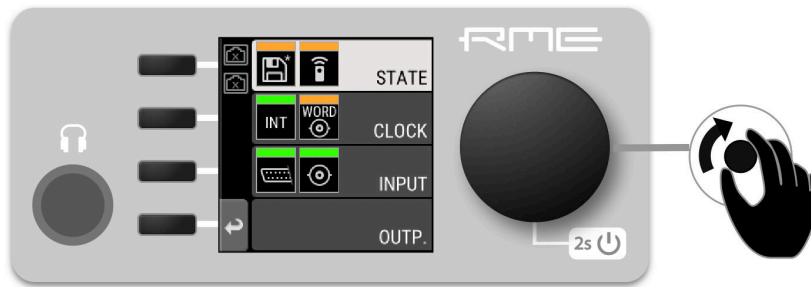 RME
STATE
INT
WORD
CLOCK
INPUT
OUTP.
2s